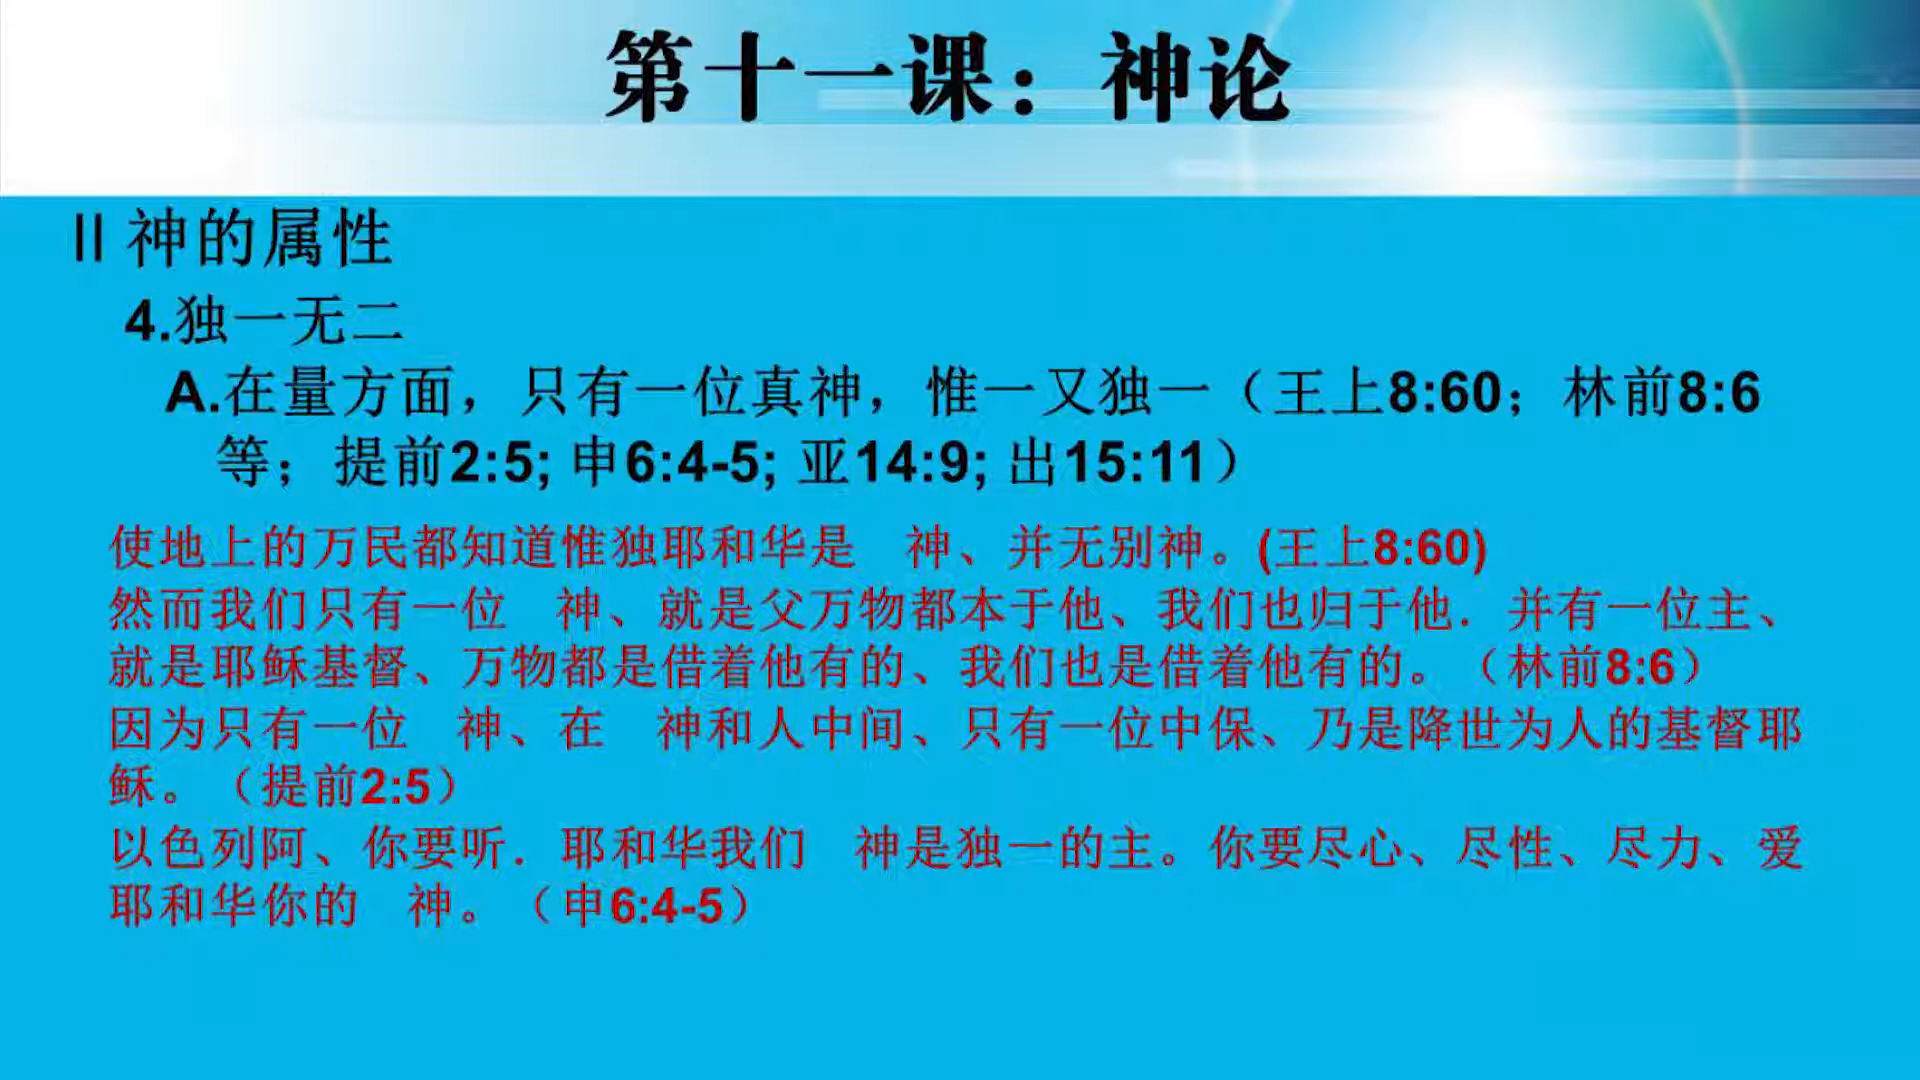 第十一课：神论
II 神的属性
4.独一无二
A.在量方面，只有一位真神，惟一又独一（王上8:60；林前8:6
等；提前2:5; 申6:4-5; 亚14:9; 出15:11）
使地上的万民都知道惟独耶和华是　神、并无别神。(王上8:60)
然而我们只有一位　神、就是父万物都本于他、我们也归于他．并有一位主、
就是耶稣基督、万物都是借着他有的、我们也是借着他有的。（林前8:6）
因为只有一位　神、在　神和人中间、只有一位中保、乃是降世为人的基督耶
稣。（提前2:5）
以色列阿、你要听．耶和华我们　神是独一的主。你要尽心、尽性、尽力、爱
耶和华你的　神。（申6:4-5）